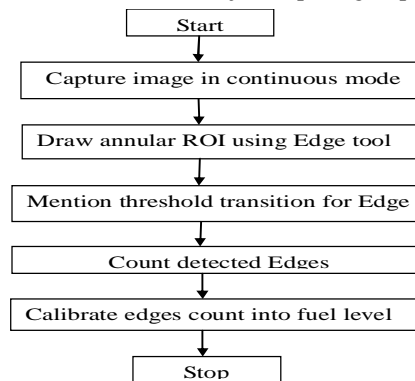 Start
Capture image in continuous mode
Draw annular ROI using Edge tool
Mention threshold transition for Edge
Count detected Edges
Calibrate edges count into fuel level
Stop